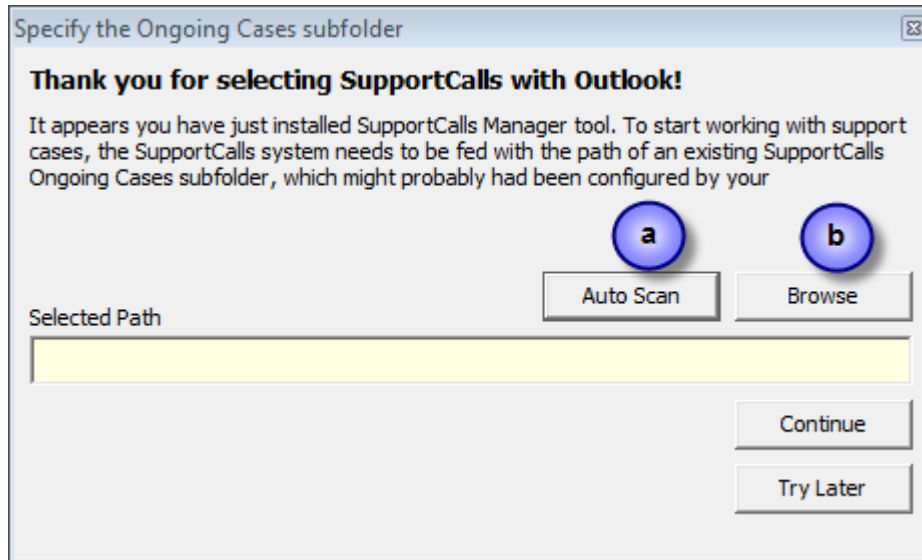 Specify the Ongoing Cases subfolder
Thank you for selecting SupportCalls with Outlook!
It appears you have just installed SupportCalls Manager tool. To start working with support
cases, the SupportCalls system needs to be fed with the path of an existing SupportCalls
Ongoing Cases subfolder, which might probably had been configured by your
a b
Auto Scan Browse
Selected Path
Continue
Try Later